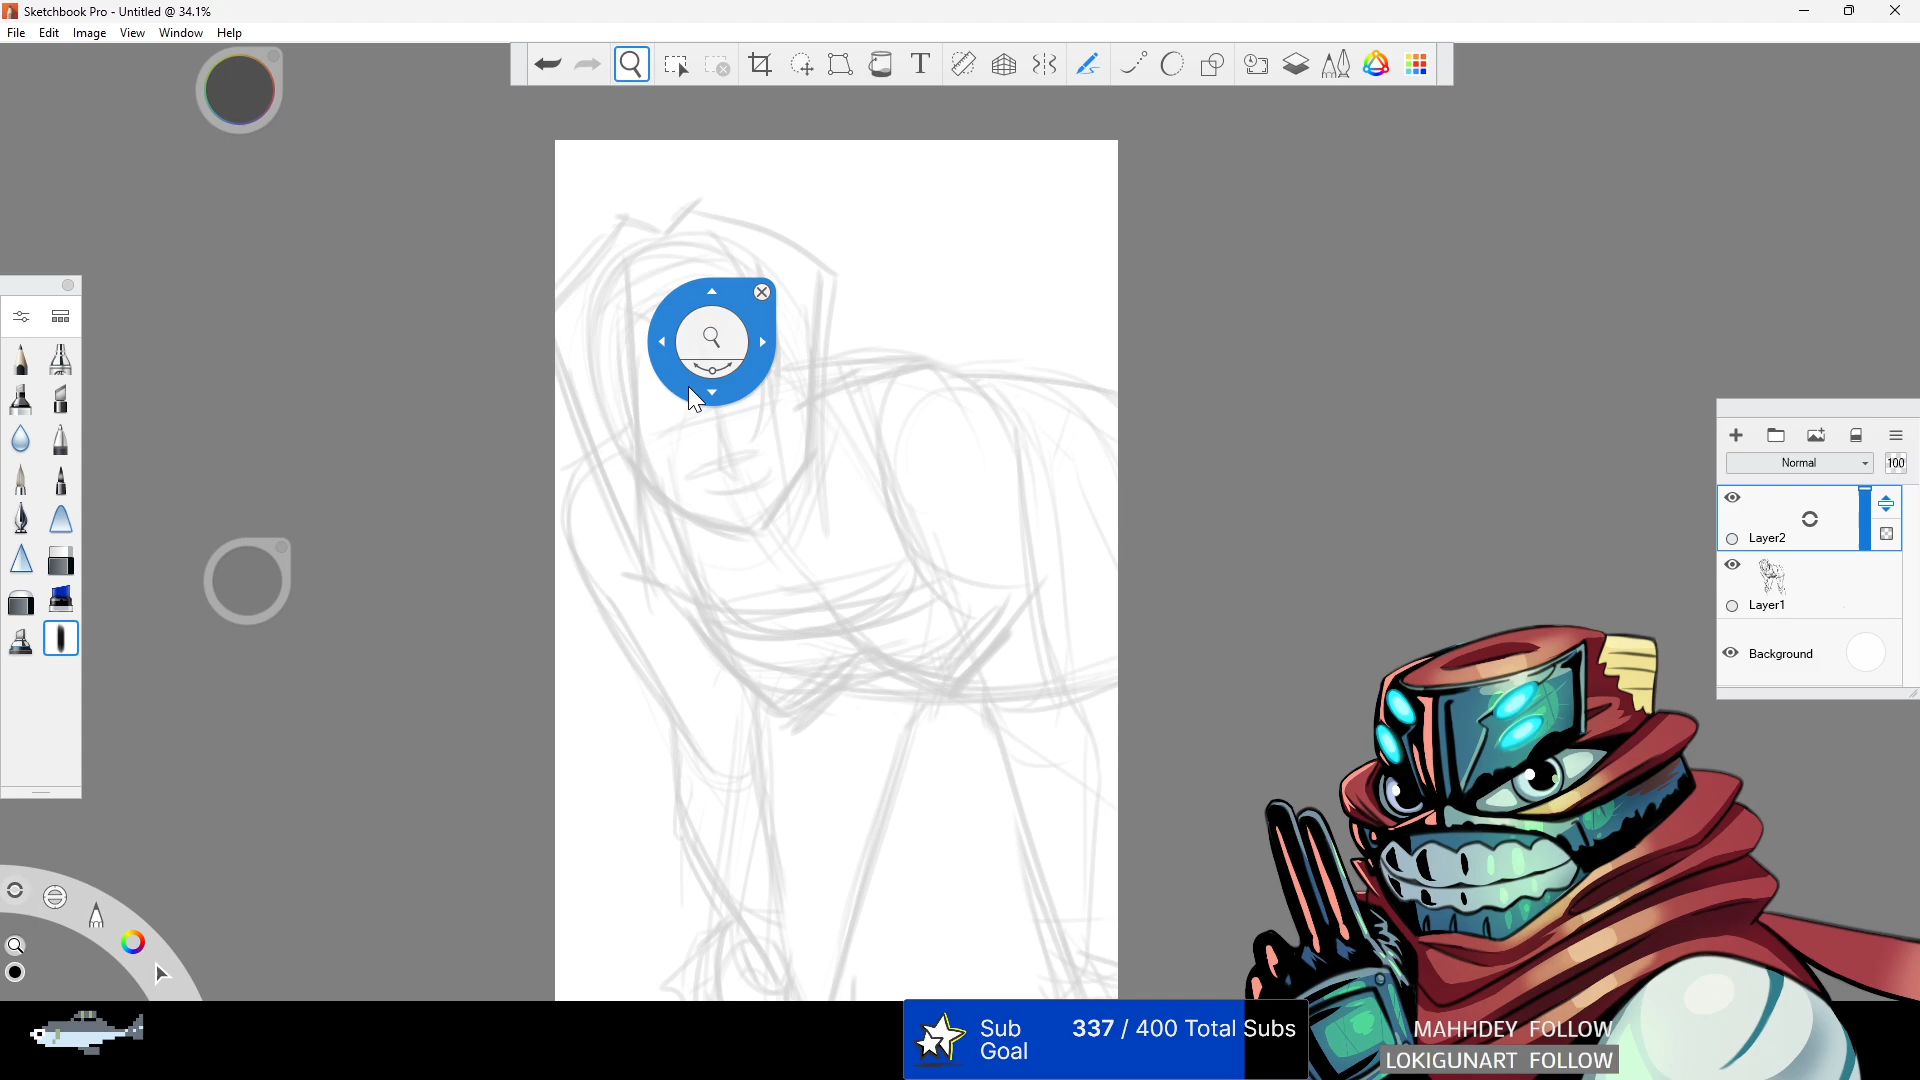 Sketchbook Pro - Untitled @ 34.1%
File Edit Image View Window Help
T
Normal 100
Layer2
Layer1
Background
Sub Goal 337 / 400 Total Subs
MAHHDEY FOLLOW
LOKIGUNART FOLLOW